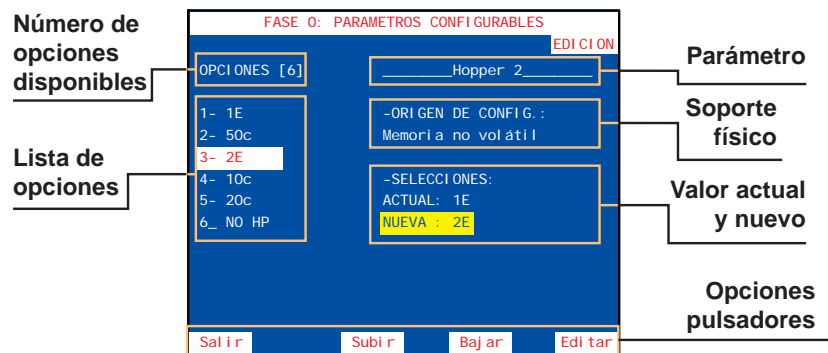 Número de
opciones
disponibles
Lista de
opciones
FASE O: PARAMETROS CONFIGURABLES
EDICION
OPCIONES [6]
________Hopper 2________
1- 1E
2- 50c
3- 2E
4- 10c
5- 20c
6_ NO HP
-ORIGEN DE CONFIG.:
Memoria no volátil
-SELECCIONES:
ACTUAL: 1E
NUEVA : 2E
Salir Subir Bajar Editar
Parámetro
Soporte
físico
Valor actual
y nuevo
Opciones
pulsadores